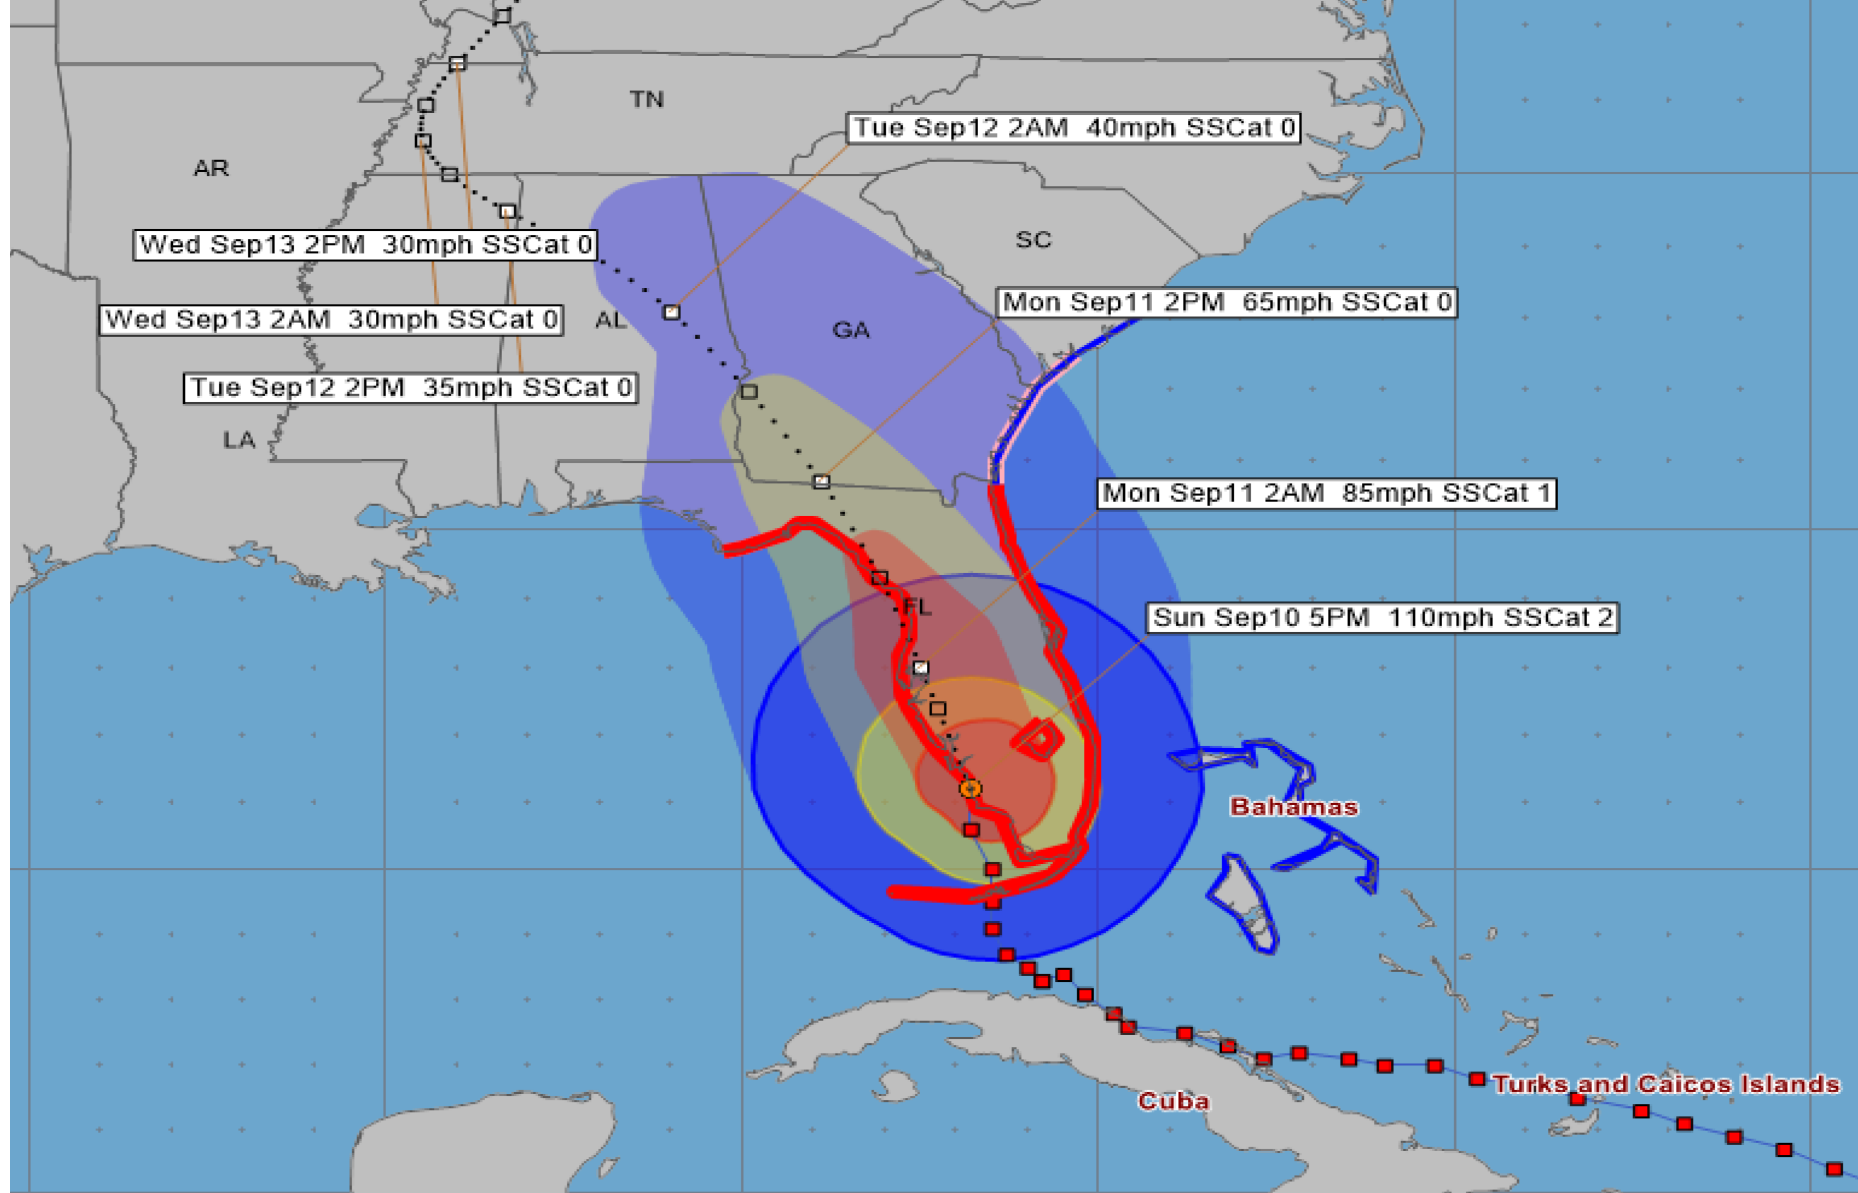 TN
Tue Sep12 2AM 40mph SSCat 0
AR
Wed Sep13 2PM 30mph SSCat 0
SC
Mon Sep11 2PM 65mph SSCat 0
Wed Sep13 2AM 30mph SSCat 0
AL
GA
Tue Sep12 2PM 35mph SSCat 0
LA
Mon Sep11 2AM 85mph SSCat 1
FL
Sun Sep10 5PM 110mph SSCat 2
Bahamas
Turks and Caicos Islands
Cuba